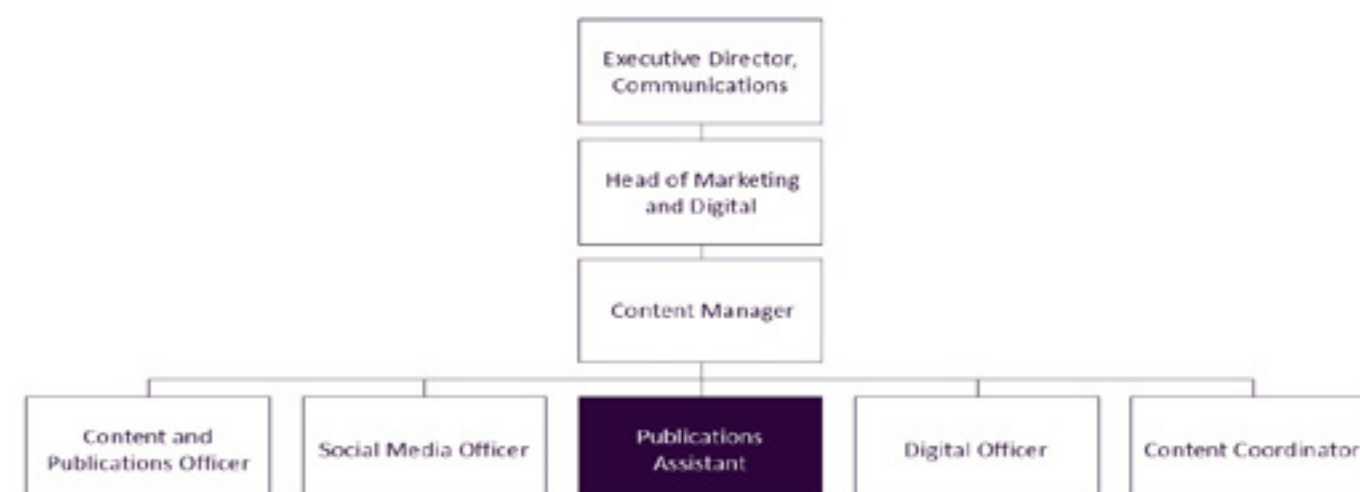 Executive Director,
Communications
Head of Marketing
and Digital
Content Manager
Content and
Publications Officer
Social Media Officer
Publications
Assistant
Digital Officer
Content Coordinator